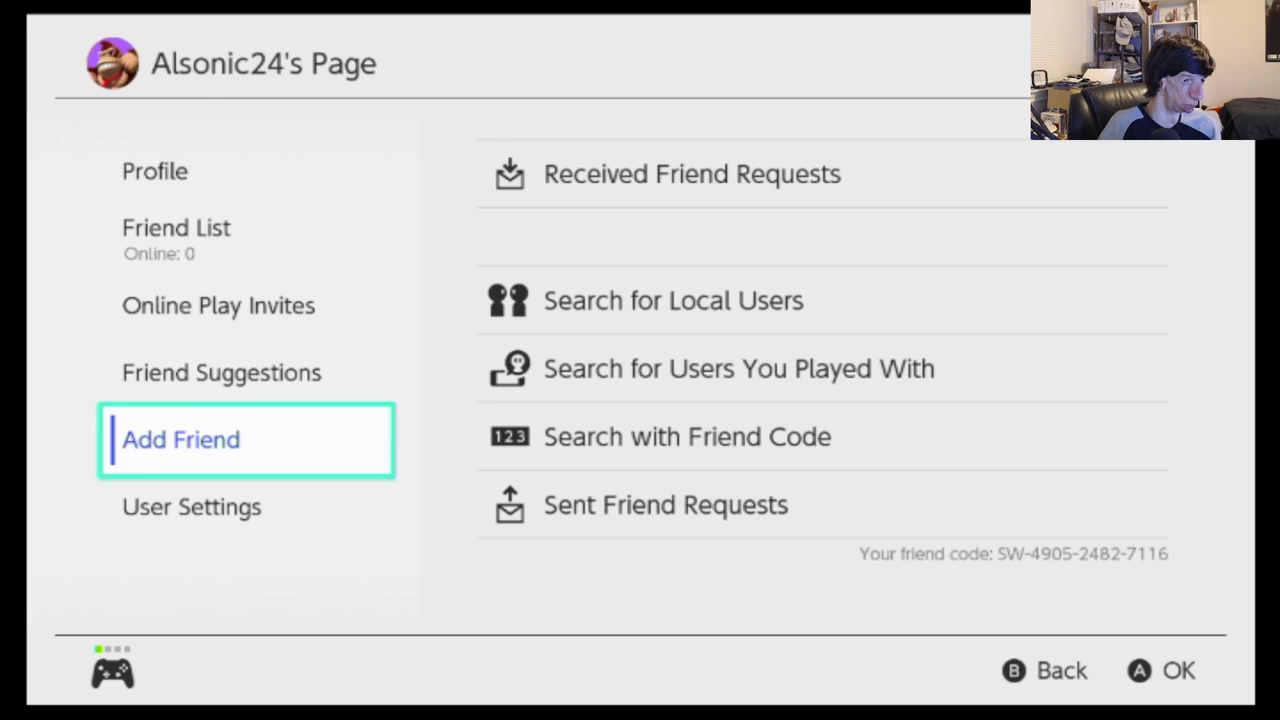 Alsonic24's Page
Profile
Friend List
Online: 0
Online Play Invites
Friend Suggestions
Add Friend
User Settings
Received Friend Requests
Search for Local Users
Search for Users You Played With
123 Search with Friend Code
Sent Friend Requests
Your friend code: SW-4905-2482-7116
B Back A OK